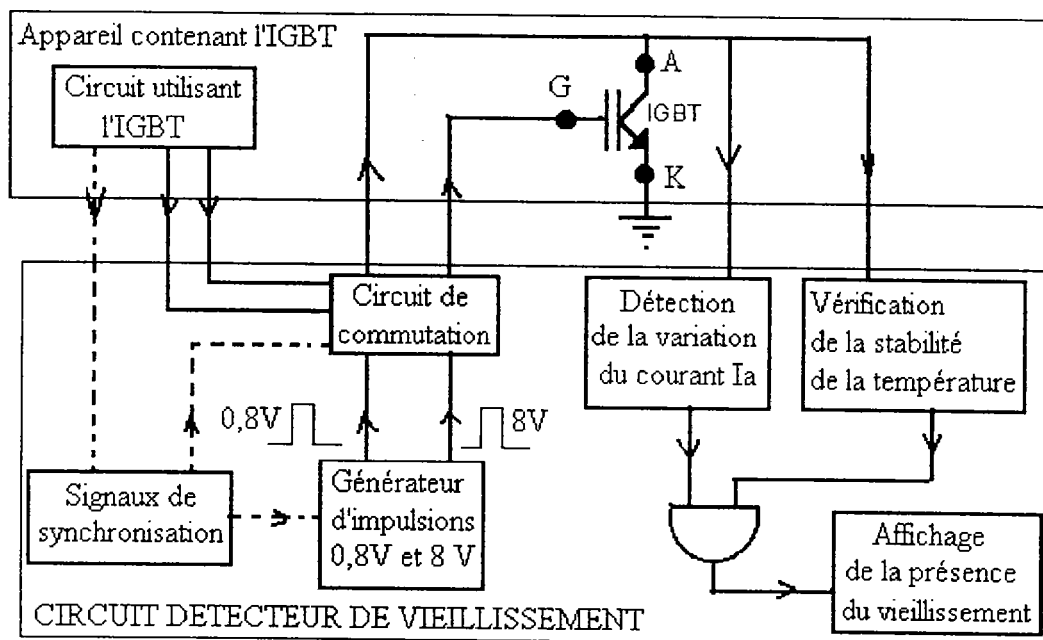 Appareil contenant l'IGBT
Circuit utilisant
l'IGBT
A
G
IGBT
K
Circuit de
commutation
Détection
de la variation
du courant Ia
Vérification
de la stabilité
de la température
0,8V
8V
Signaux de
synchronisation
Générateur
d'impulsions
0,8V et 8 V
Affichage
de la présence
du vieillissement
CIRCUIT DETECTEUR DE VIEILLISSEMENT